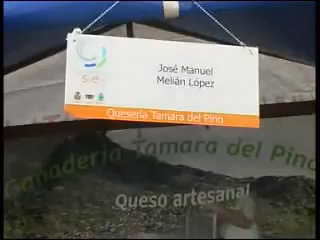 José Manuel
Melián López
Quesería Tamara del Pino
Ganadería Tamara del Pino
Queso artesanal